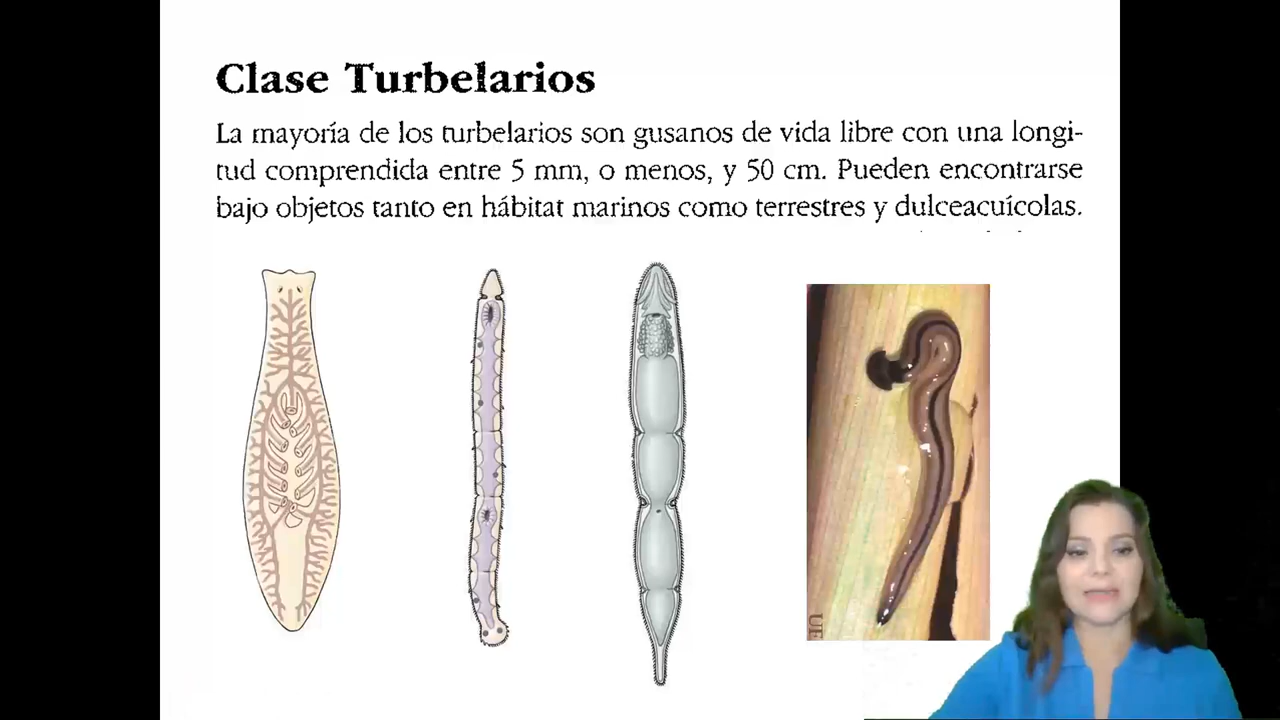 Clase Turbelarios
La mayoría de los turbelarios son gusanos de vida libre con una longi-
tud comprendida entre 5 mm, o menos, y 50 cm. Pueden encontrarse
bajo objetos tanto en hábitat marinos como terrestres y dulceacuícolas.
UF